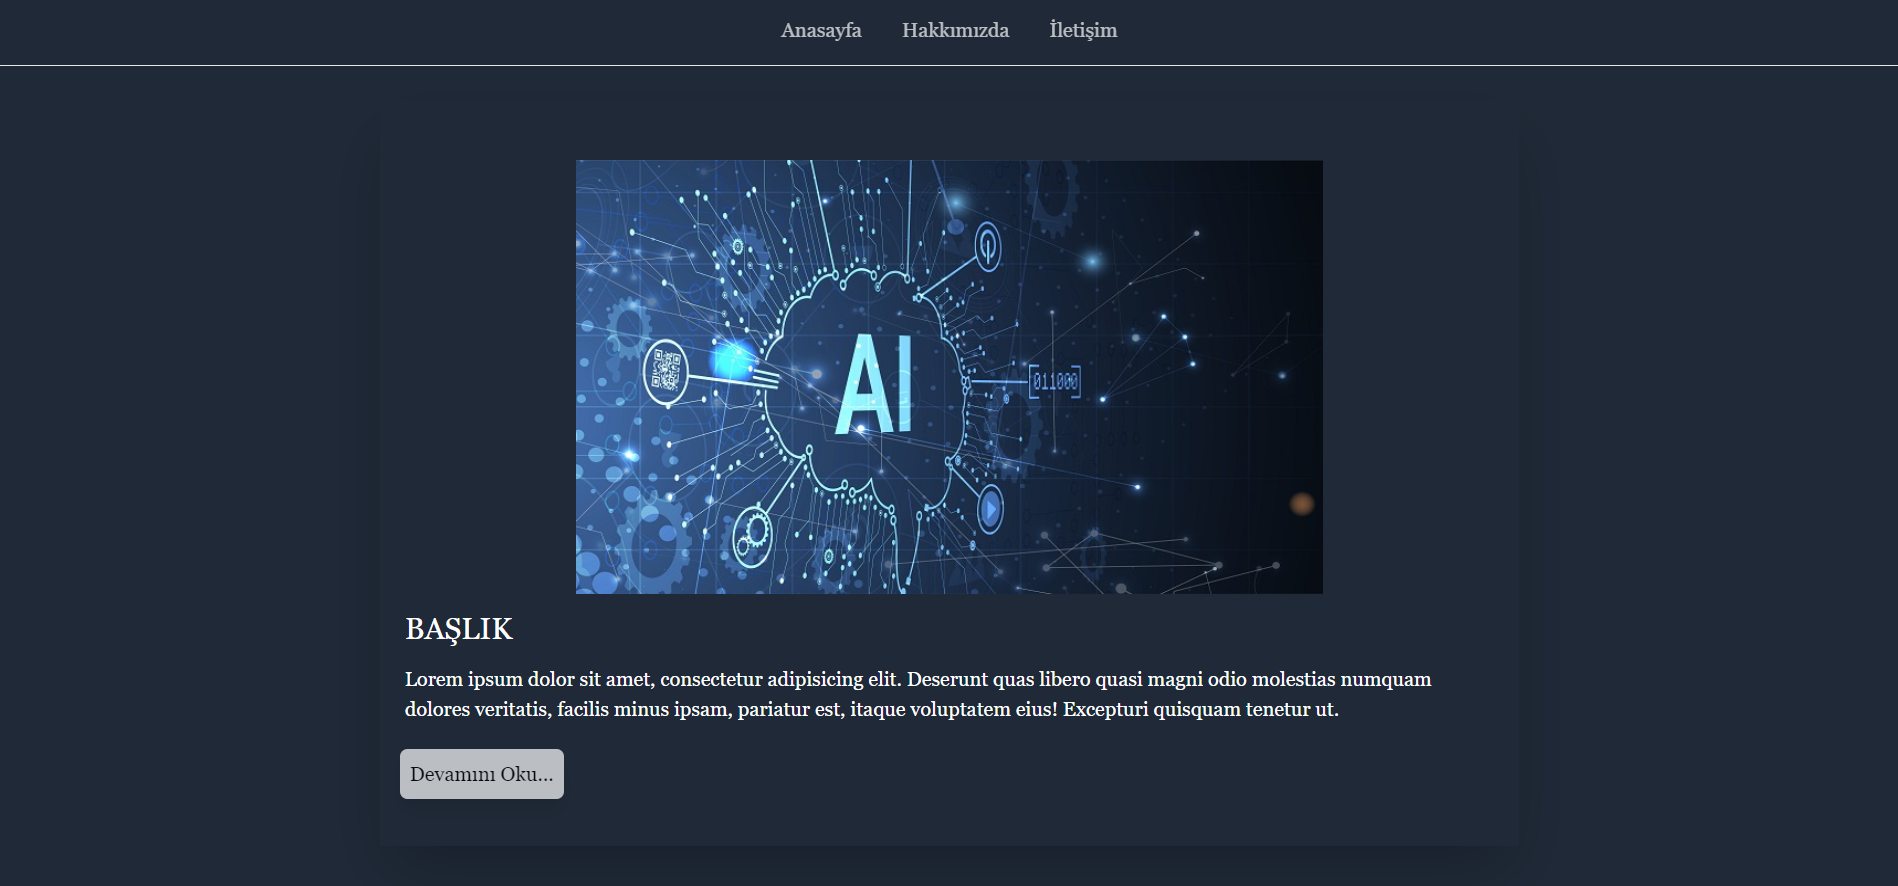 Anasayfa Hakkımızda İletişim
AI
011000
BAŞLIK
Lorem ipsum dolor sit amet, consectetur adipisicing elit. Deserunt quas libero quasi magni odio molestias numquam
dolores veritatis, facilis minus ipsam, pariatur est, itaque voluptatem eius! Excepturi quisquam tenetur ut.
Devamını Oku...